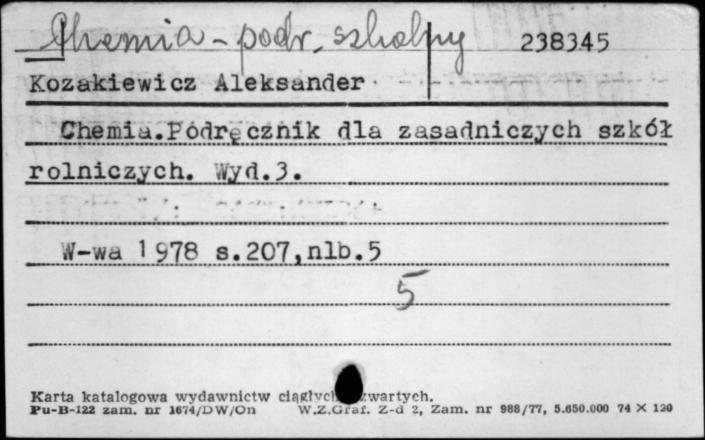 Chemia - podr. szkolny 238345
Kozakiewicz Aleksander
Chemia.Podręcznik dla zasadniczych szkół
rolniczych. Wyd.3.
W-wa 1978 s.207,nlb.5
5
Karta katalogowa wydawnictw ciągłych zwartych.
Pu-B-122 zam. nr 1674/DW/On W.Z.Graf. Z-d 2, Zam. nr 988/77, 5.650.000 74 X 120